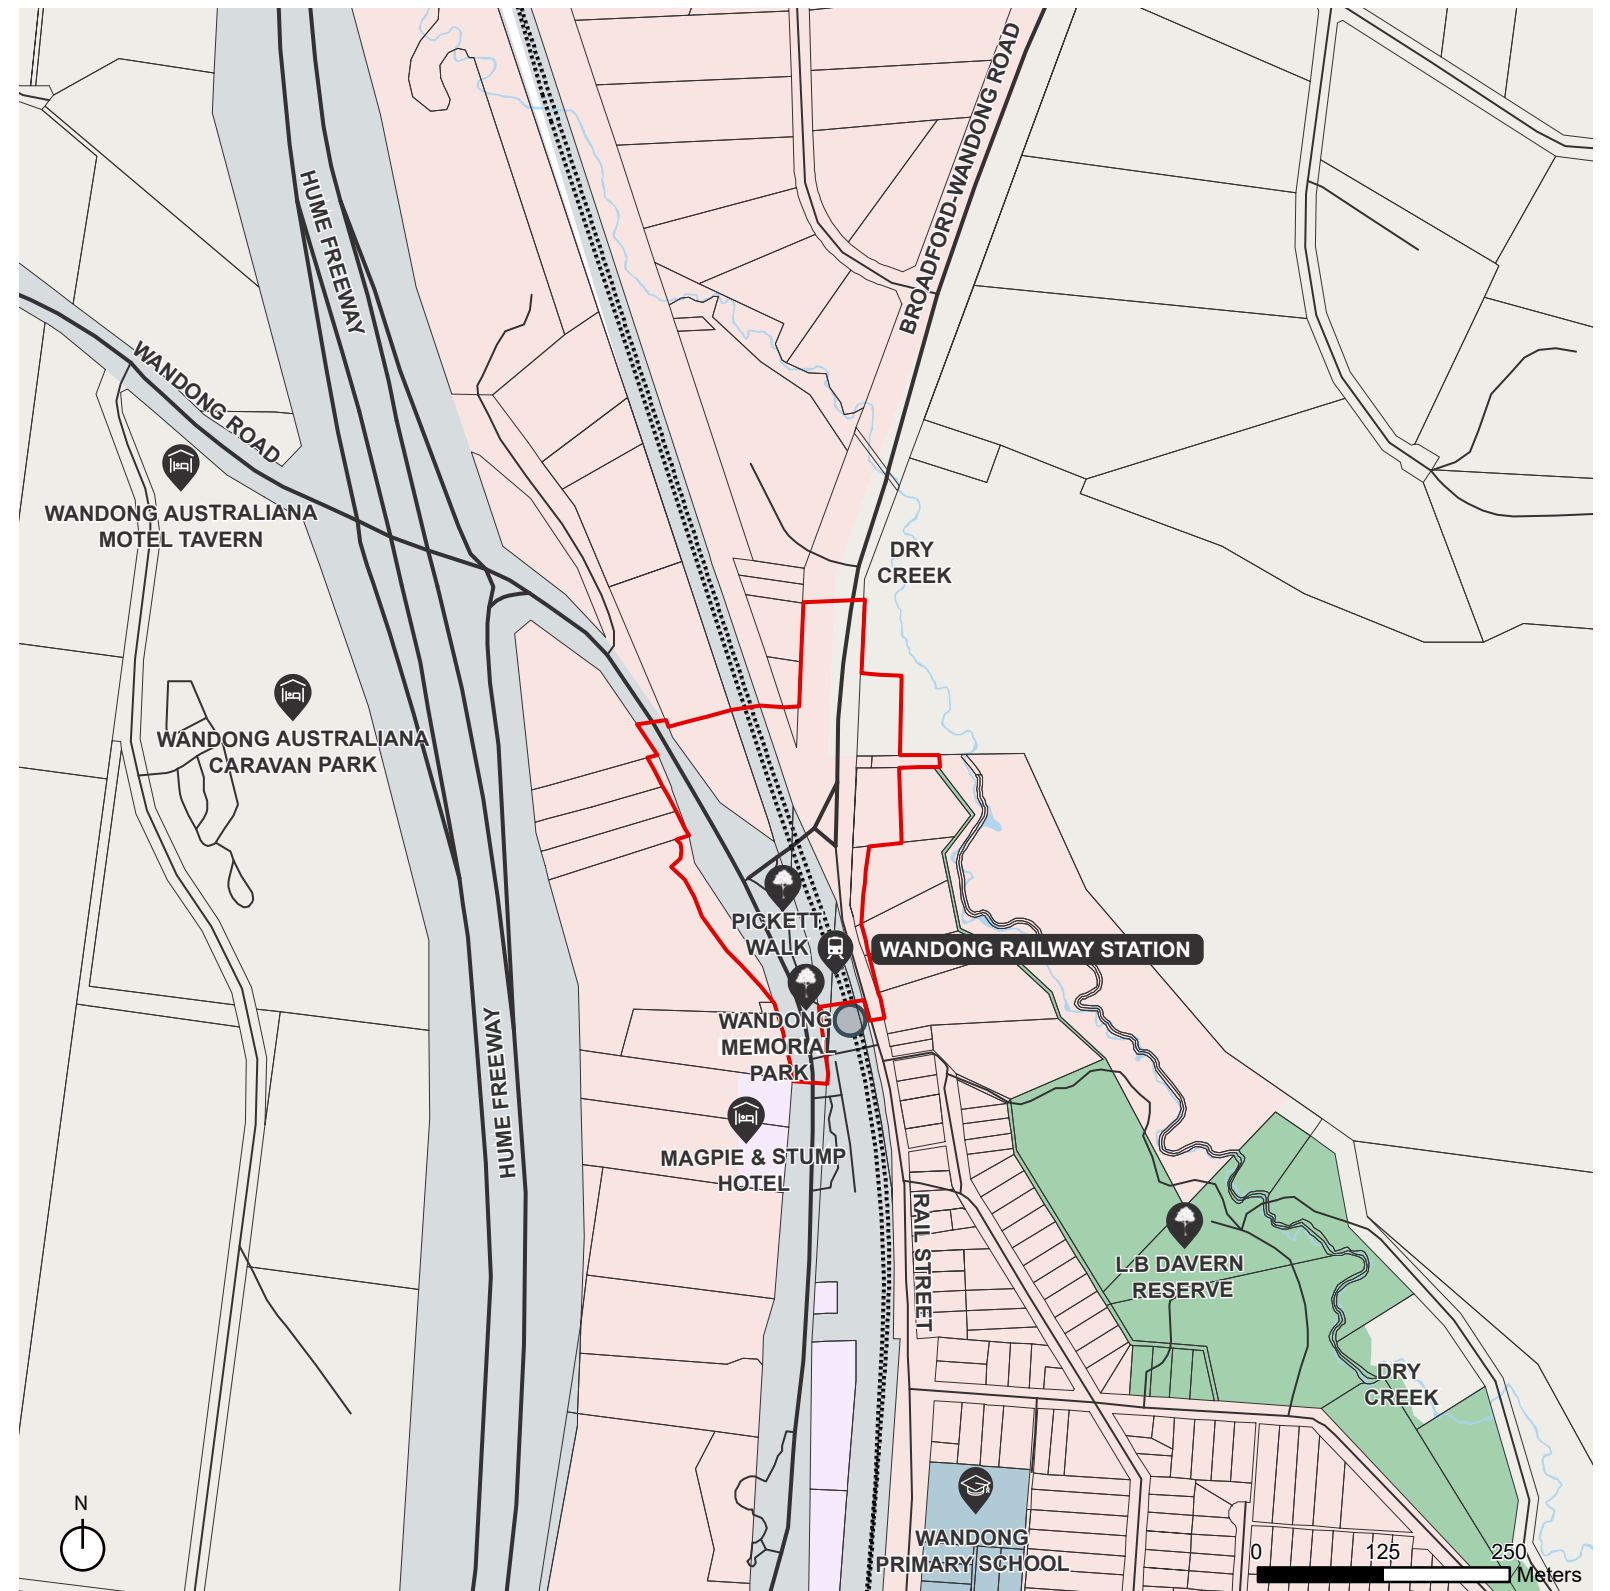 BROADFORD-WANDONG ROAD
HUME FREEWAY
WANDONG ROAD
WANDONG AUSTRALIANA
MOTEL TAVERN
DRY
CREEK
WANDONG AUSTRALIANA
CARAVAN PARK
PICKETT
WALK
WANDONG RAILWAY STATION
WANDONG
MEMORIAL
PARK
HUME FREEWAY
MAGPIE & STUMP
HOTEL
RAIL STREET
L.B DAVERN
RESERVE
DRY
CREEK
WANDONG
PRIMARY SCHOOL
N
0 125 250
Meters